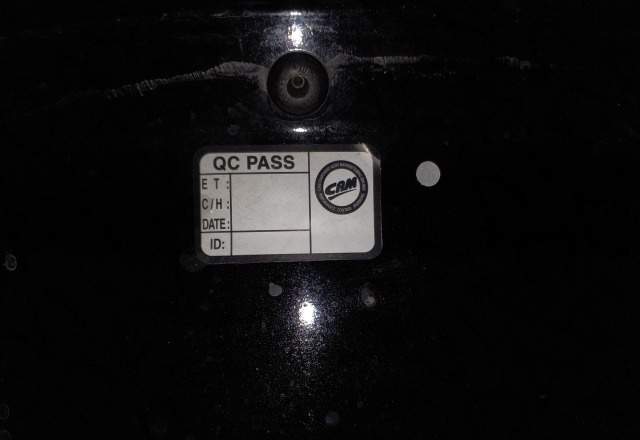 QC PASS
E T:
C/H:
DATE:
ID:
CRM